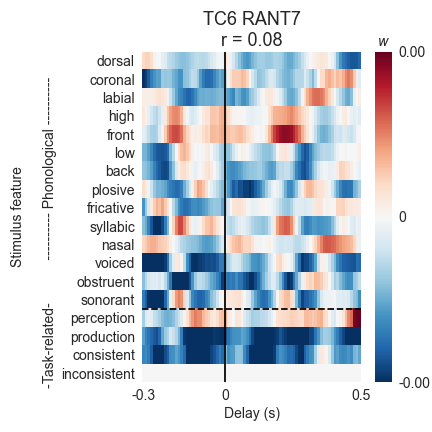 TC6 RANT7
r = 0.08
w
dorsal
coronal
labial
high
front
low
back
plosive
fricative
syllabic
nasal
voiced
obstruent
sonorant
perception
production
consistent
inconsistent
Stimulus feature
-Task-related-
---------- Phonological ----------
0.00
0
-0.00
-0.3
0
0.5
Delay (s)